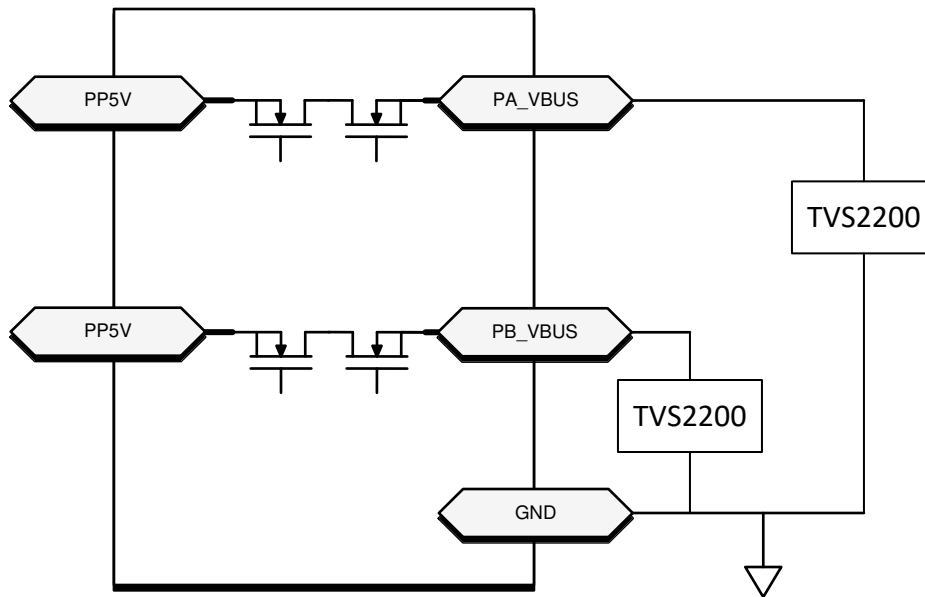 PP5V
PA_VBUS
TVS2200
PP5V
PB_VBUS
TVS2200
GND